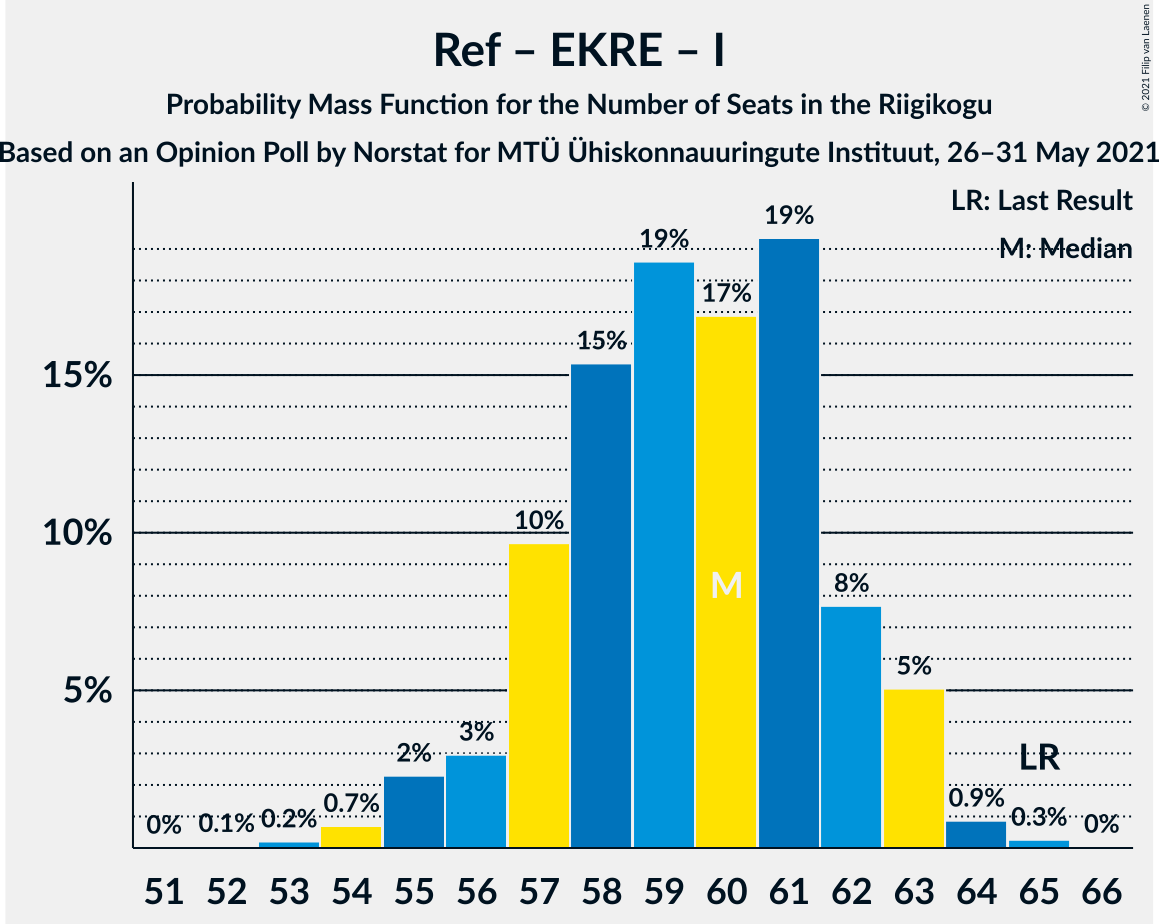 Ref – EKRE – I
Probability Mass Function for the Number of Seats in the Riigikogu
Based on an Opinion Poll by Norstat for MTÜ Ühiskonnauuringute Instituut, 26–31 May 2021
© 2021 Filip van Laenen
LR: Last Result
M: Median
15%
10%
5%
0%
0.1%
0.2%
0.7%
2%
3%
10%
15%
19%
17%
19%
8%
5%
0.9%
0.3%
0%
M
LR
51 52 53 54 55 56 57 58 59 60 61 62 63 64 65 66